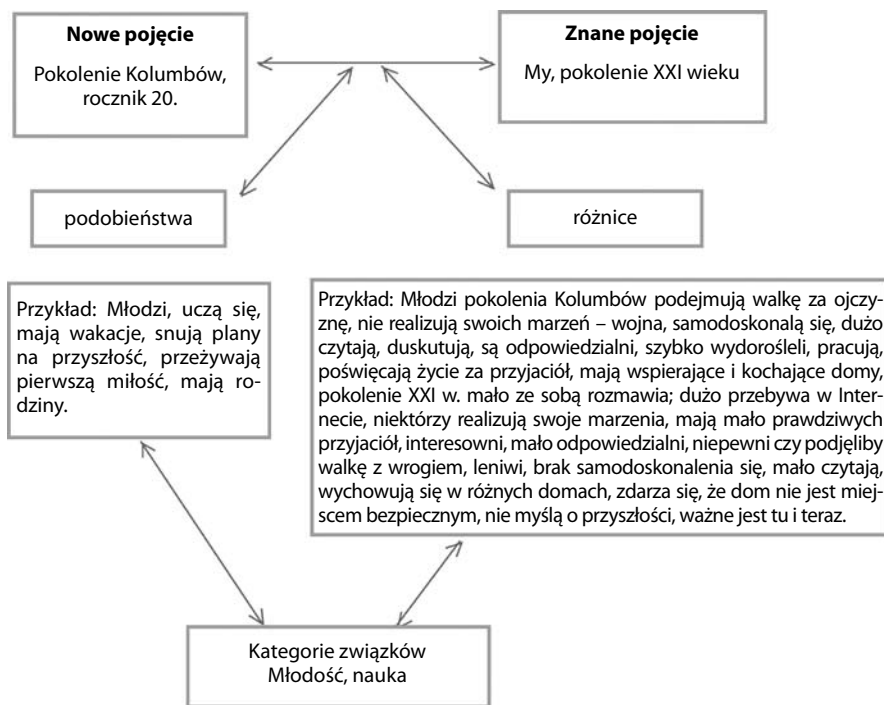 Nowe pojęcie
Pokolenie Kolumbów,
rocznik 20.
Znane pojęcie
My, pokolenie XXI wieku
podobieństwa
różnice
Przykład: Młodzi, uczą się,
mają wakacje, snują plany
na przyszłość, przeżywają
pierwszą miłość, mają ro-
dziny.
Przykład: Młodzi pokolenia Kolumbów podejmują walkę za ojczy-
znę, nie realizują swoich marzeń – wojna, samodoskonalą się, dużo
czytają, duskutują, są odpowiedzialni, szybko wydorośleli, pracują,
poświęcają życie za przyjaciół, mają wspierające i kochające domy,
pokolenie XXI w. mało ze sobą rozmawia; dużo przebywa w Inter-
necie, niektórzy realizują swoje marzenia, mają mało prawdziwych
przyjaciół, interesowni, mało odpowiedzialni, niepewni czy podjęliby
walkę z wrogiem, leniwi, brak samodoskonalenia się, mało czytają,
wychowują się w różnych domach, zdarza się, że dom nie jest miej-
scem bezpiecznym, nie myślą o przyszłości, ważne jest tu i teraz.
Kategorie związków
Młodość, nauka